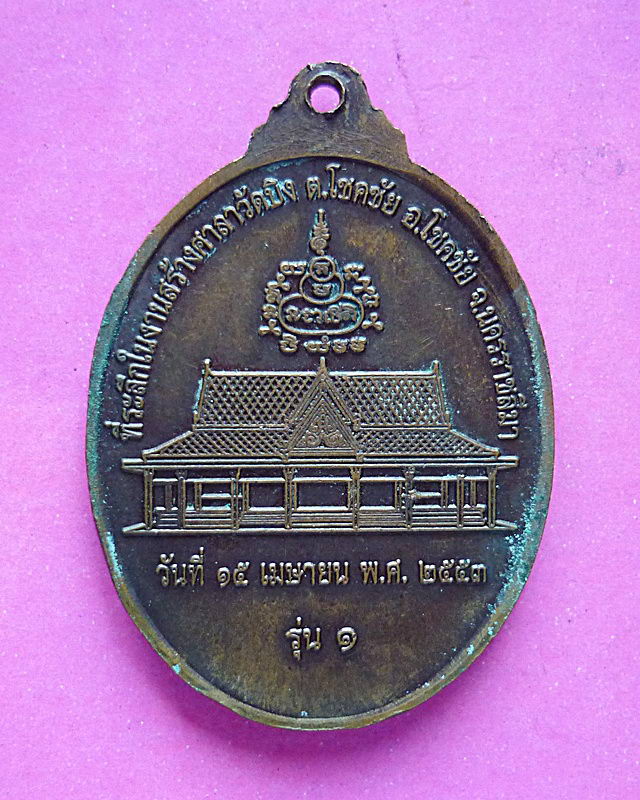 ที่ระลึกในงานสร้างศาลาวัดบิง ต.โชคชัย อ.โชคชัย จ.นครราชสีมา
วันที่ ๑๕ เมษายน พ.ศ. ๒๕๕๓
รุ่น ๑